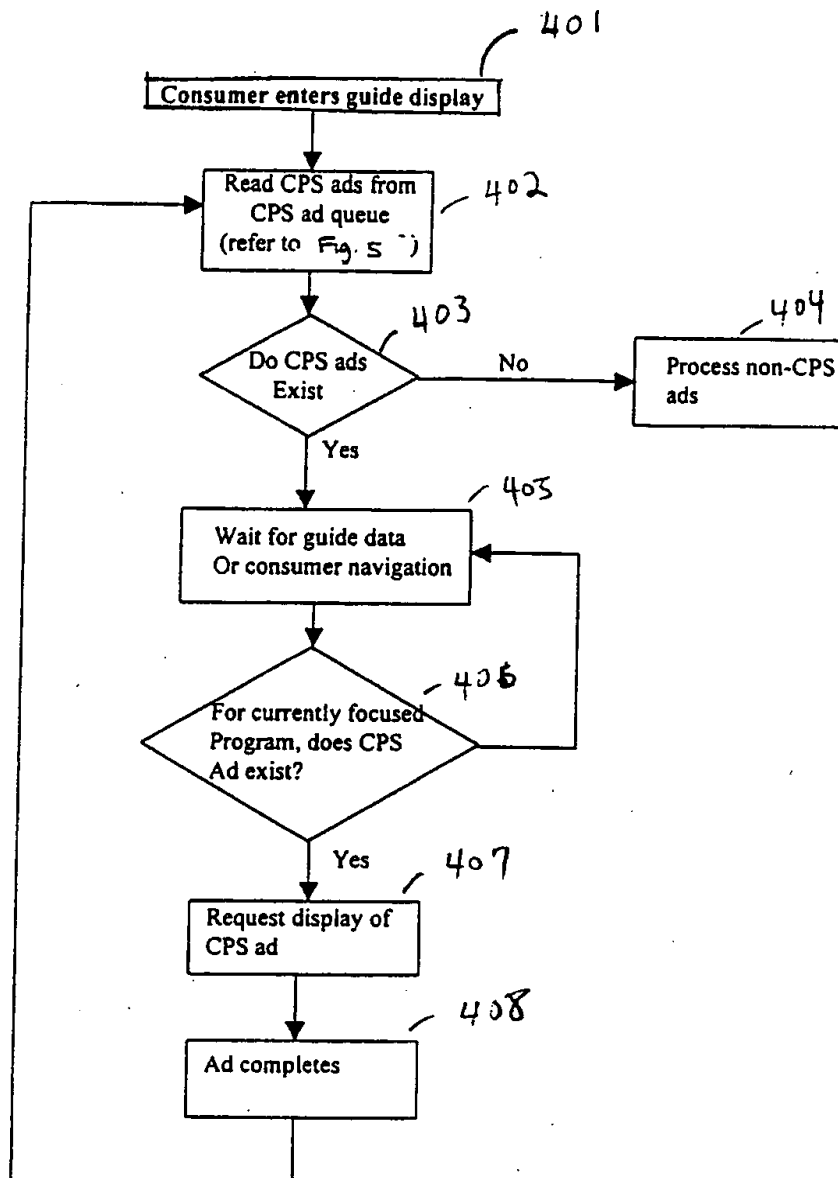 401
Consumer enters guide display
Read CPS ads from
CPS ad queue
(refer to Fig. 5 )
402
403
Do CPS ads
Exist
No
404
Process non-CPS
ads
Yes
405
Wait for guide data
Or consumer navigation
406
For currently focused
Program, does CPS
Ad exist?
Yes
407
Request display of
CPS ad
408
Ad completes